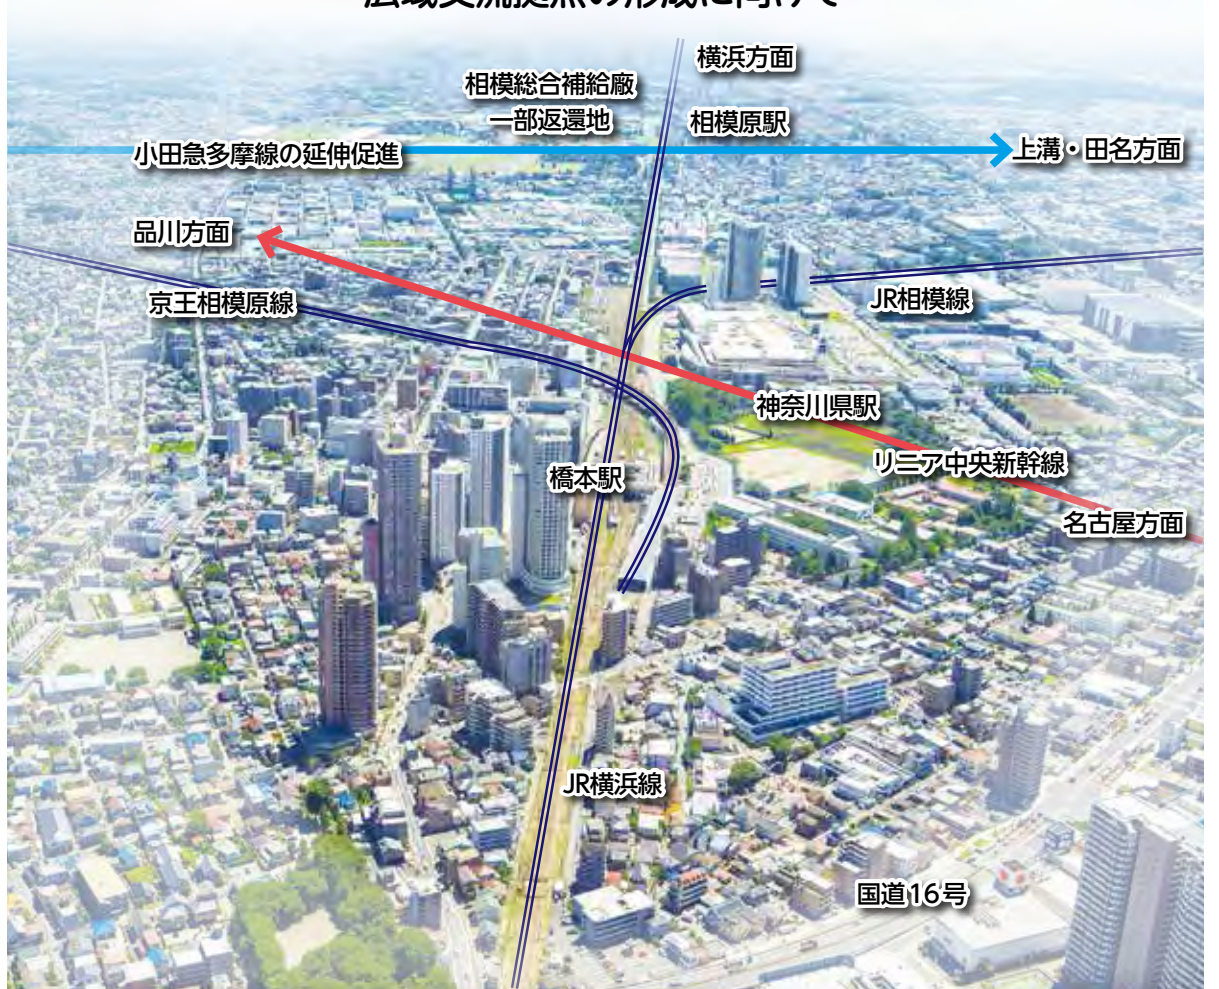 広域交流拠点の形成に向けて
横浜方面
相模総合補給廠
一部返還地
相模原駅
小田急多摩線の延伸促進
上溝・田名方面
品川方面
京王相模原線
JR相模線
神奈川県駅
リニア中央新幹線
橋本駅
名古屋方面
JR横浜線
国道16号